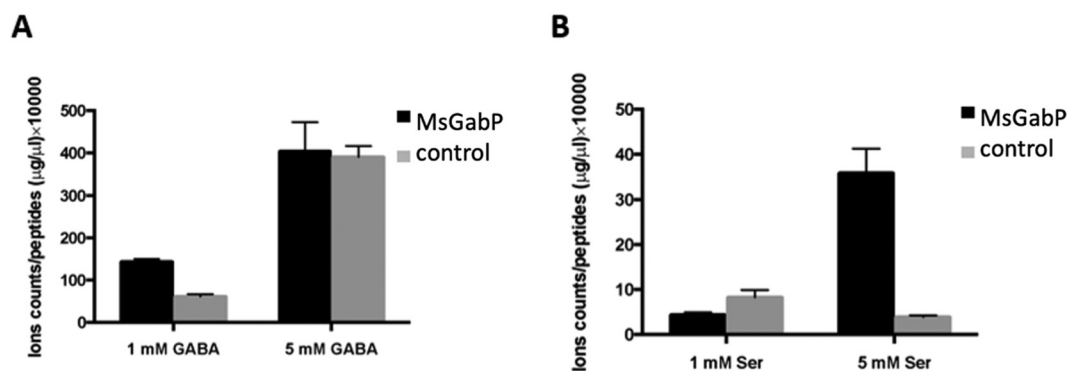 A
Ions counts/peptides (μg/μl)×10000
500
400
300
200
100
0
1 mM GABA
5 mM GABA
MsGabP
control
B
Ions counts/peptides (μg/μl)×10000
50
40
30
20
10
0
1 mM Ser
5 mM Ser
MsGabP
control